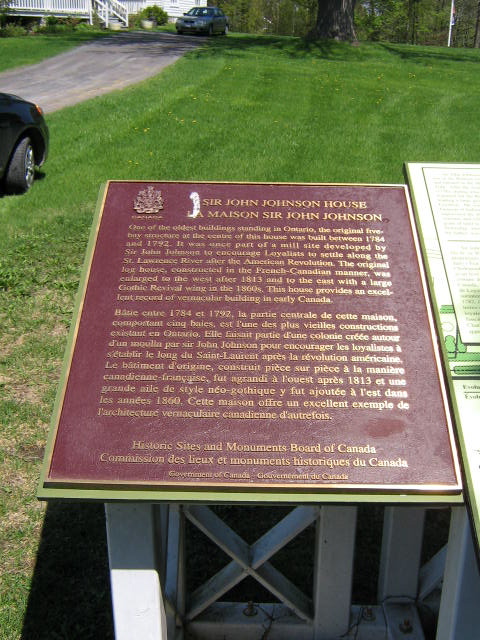 CANADA
SIR JOHN JOHNSON HOUSE
LA MAISON SIR JOHN JOHNSON
One of the oldest buildings standing in Ontario, the original five-
bay structure at the centre of this house was built between 1784
and 1792. It was once part of a mill site developed by
Sir John Johnson to encourage Loyalists to settle along the
St. Lawrence River after the American Revolution. The original
log house, constructed in the French-Canadian manner, was
enlarged to the west after 1813 and to the east with a large
Gothic Revival wing in the 1860s. This house provides an excel-
lent record of vernacular building in early Canada.
Bâtie entre 1784 et 1792, la partie centrale de cette maison,
comportant cinq baies, est l'une des plus vieilles constructions
existant en Ontario. Elle faisait partie d'une colonie créée autour
d'un moulin par sir John Johnson pour encourager les loyalistes à
s'établir le long du Saint-Laurent après la révolution américaine.
Le bâtiment d'origine, construit pièce sur pièce à la manière
canadienne-française, fut agrandi à l'ouest après 1813 et une
grande aile de style néo-gothique y fut ajoutée à l'est dans
les années 1860. Cette maison offre un excellent exemple de
l'architecture vernaculaire canadienne d'autrefois.
Historic Sites and Monuments Board of Canada
Commission des lieux et monuments historiques du Canada
Government of Canada - Gouvernement du Canada